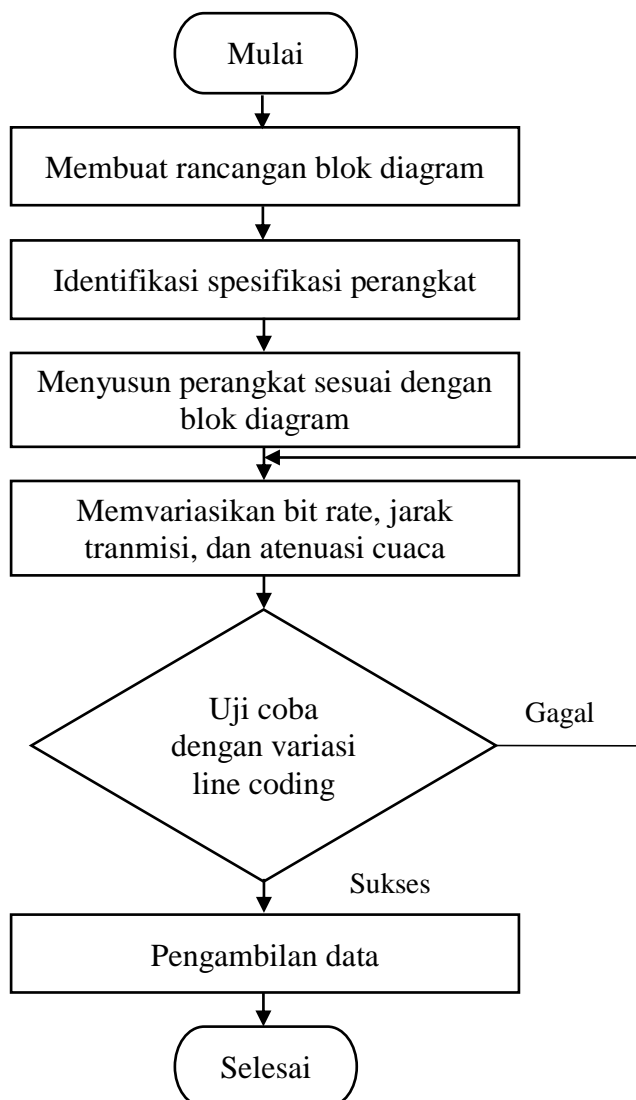 Mulai
Membuat rancangan blok diagram
Identifikasi spesifikasi perangkat
Menyusun perangkat sesuai dengan
blok diagram
Memvariasikan bit rate, jarak
tranmisi, dan atenuasi cuaca
Uji coba
dengan variasi
line coding
Gagal
Sukses
Pengambilan data
Selesai